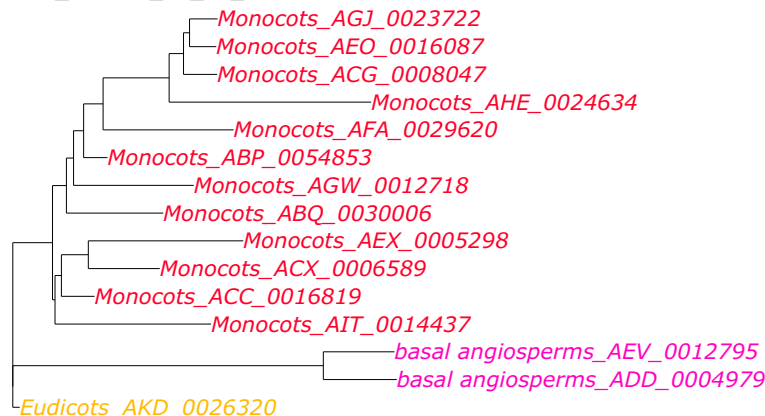 Monocots_AGJ_0023722
Monocots_AEO_0016087
Monocots_ACG_0008047
Monocots_AHE_0024634
Monocots_AFA_0029620
Monocots_ABP_0054853
Monocots_AGW_0012718
Monocots_ABQ_0030006
Monocots_AEX_0005298
Monocots_ACX_0006589
Monocots_ACC_0016819
Monocots_AIT_0014437
basal angiosperms_AEV_0012795
basal angiosperms_ADD_0004979
Eudicots_AKD_0026320